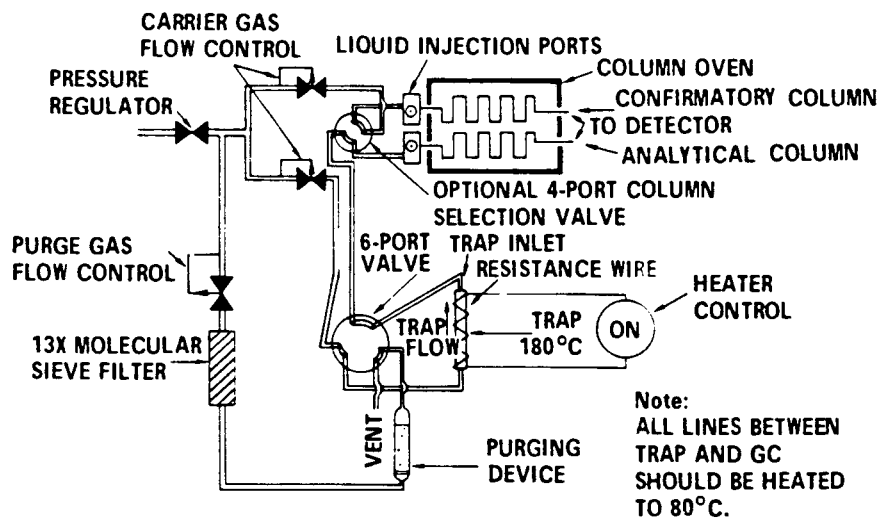 CARRIER GAS
FLOW CONTROL
PRESSURE
REGULATOR
LIQUID INJECTION PORTS
COLUMN OVEN
CONFIRMATORY COLUMN
TO DETECTOR
ANALYTICAL COLUMN
OPTIONAL 4-PORT COLUMN
SELECTION VALVE
PURGE GAS
FLOW CONTROL
6-PORT
VALVE
TRAP INLET
RESISTANCE WIRE
HEATER
CONTROL
ON
TRAP
FLOW
TRAP
180°C
13X MOLECULAR
SIEVE FILTER
VENT
PURGING
DEVICE
Note:
ALL LINES BETWEEN
TRAP AND GC
SHOULD BE HEATED
TO 80°C.